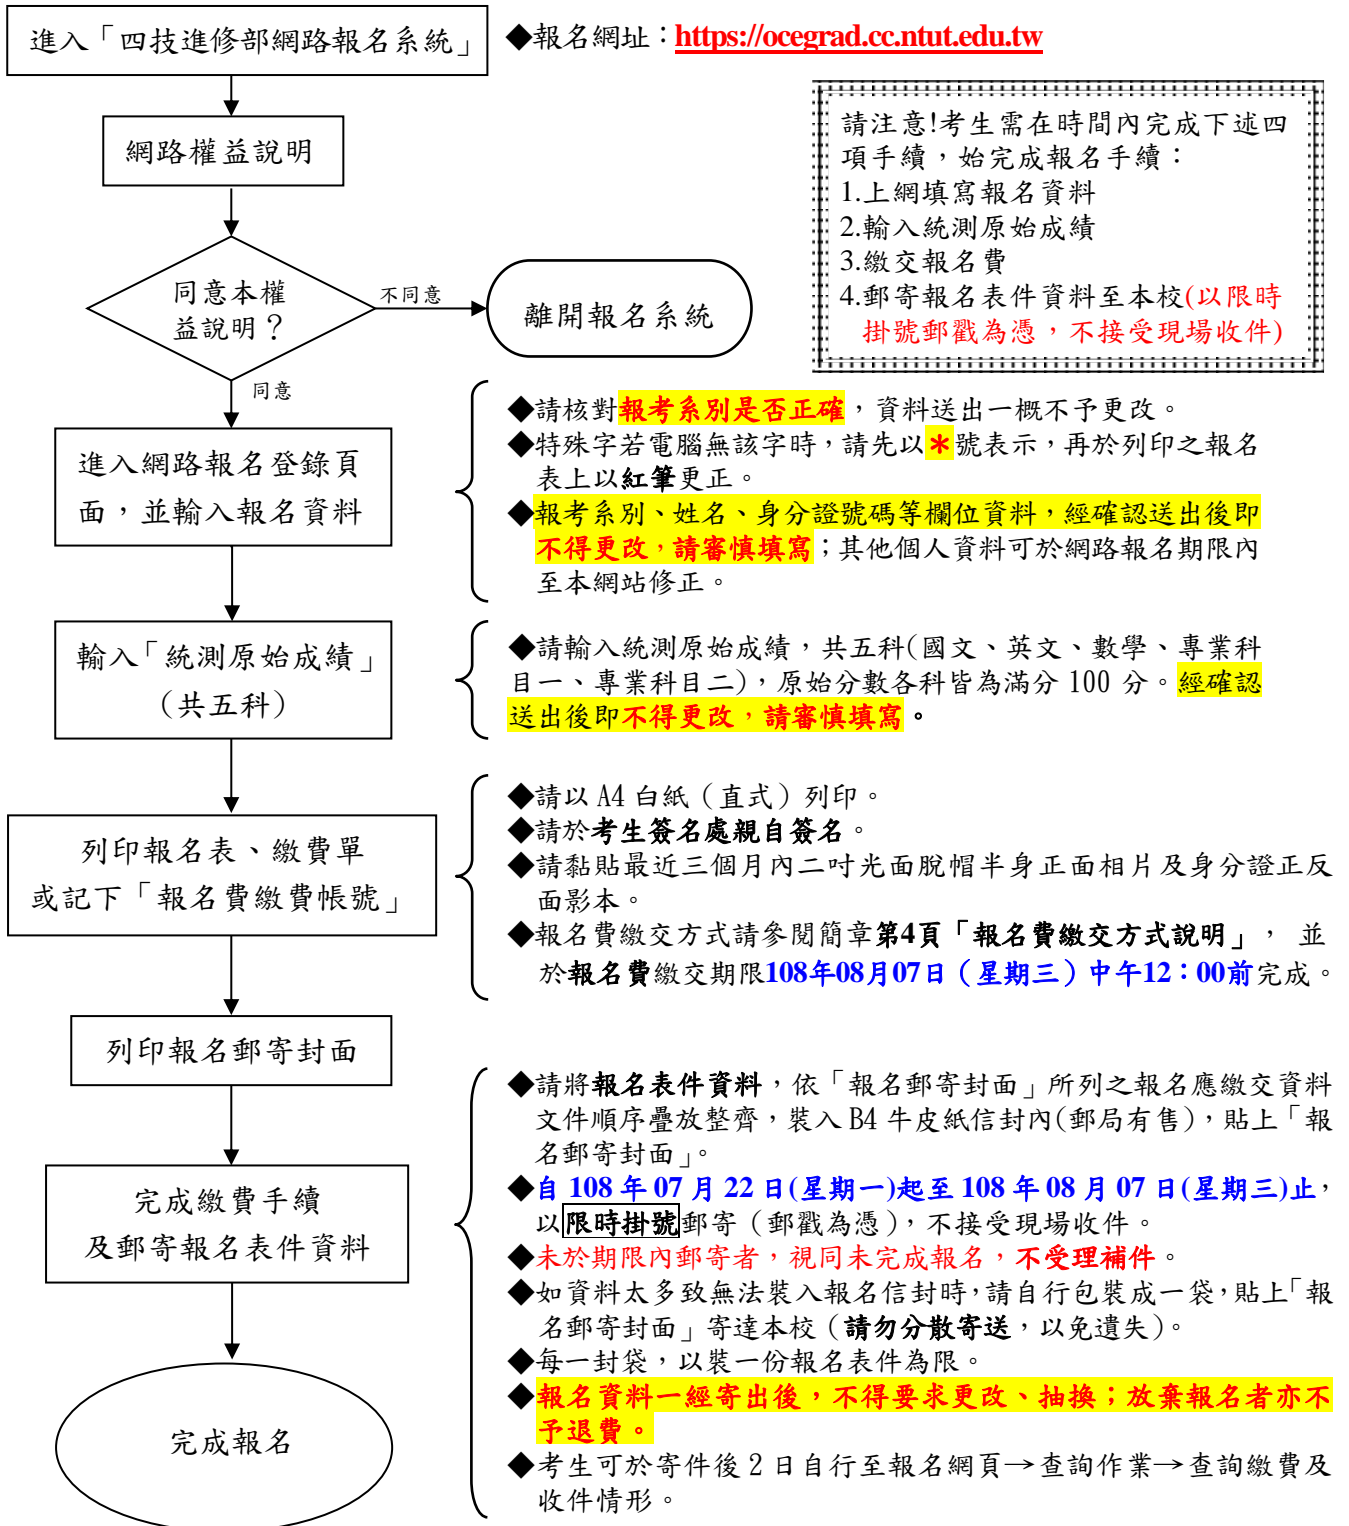 進入「四技進修部網路報名系統」
◆報名網址：https://ocegrad.cc.ntut.edu.tw
網路權益說明
請注意!考生需在時間內完成下述四
項手續，始完成報名手續：
1.上網填寫報名資料
2.輸入統測原始成績
3.繳交報名費
4.郵寄報名表件資料至本校(以限時
掛號郵戳為憑，不接受現場收件)
同意本權
益說明？
不同意
離開報名系統
同意
進入網路報名登錄頁
面，並輸入報名資料
◆請核對報考系別是否正確，資料送出一概不予更改。
◆特殊字若電腦無該字時，請先以＊號表示，再於列印之報名
表上以紅筆更正。
◆報考系別、姓名、身分證號碼等欄位資料，經確認送出後即
不得更改，請審慎填寫；其他個人資料可於網路報名期限內
至本網站修正。
輸入「統測原始成績」
（共五科）
◆請輸入統測原始成績，共五科(國文、英文、數學、專業科
目一、專業科目二)，原始分數各科皆為滿分 100 分。經確認
送出後即不得更改，請審慎填寫。
列印報名表、繳費單
或記下「報名費繳費帳號」
◆請以 A4 白紙（直式）列印。
◆請於考生簽名處親自簽名。
◆請黏貼最近三個月內二吋光面脫帽半身正面相片及身分證正反
面影本。
◆報名費繳交方式請參閱簡章第4頁「報名費繳交方式說明」， 並
於報名費繳交期限108年08月07日（星期三）中午12：00前完成。
列印報名郵寄封面
完成繳費手續
及郵寄報名表件資料
◆請將報名表件資料，依「報名郵寄封面」所列之報名應繳交資料
文件順序疊放整齊，裝入 B4 牛皮紙信封內(郵局有售)，貼上「報
名郵寄封面」。
◆自 108 年 07 月 22 日(星期一)起至 108 年 08 月 07 日(星期三)止，
以限時掛號郵寄（郵戳為憑)，不接受現場收件。
◆未於期限內郵寄者，視同未完成報名，不受理補件。
◆如資料太多致無法裝入報名信封時，請自行包裝成一袋，貼上「報
名郵寄封面」寄達本校（請勿分散寄送，以免遺失)。
◆每一封袋，以裝一份報名表件為限。
◆報名資料一經寄出後，不得要求更改、抽換；放棄報名者亦不
予退費。
◆考生可於寄件後 2 日自行至報名網頁→查詢作業→查詢繳費及
收件情形。
完成報名